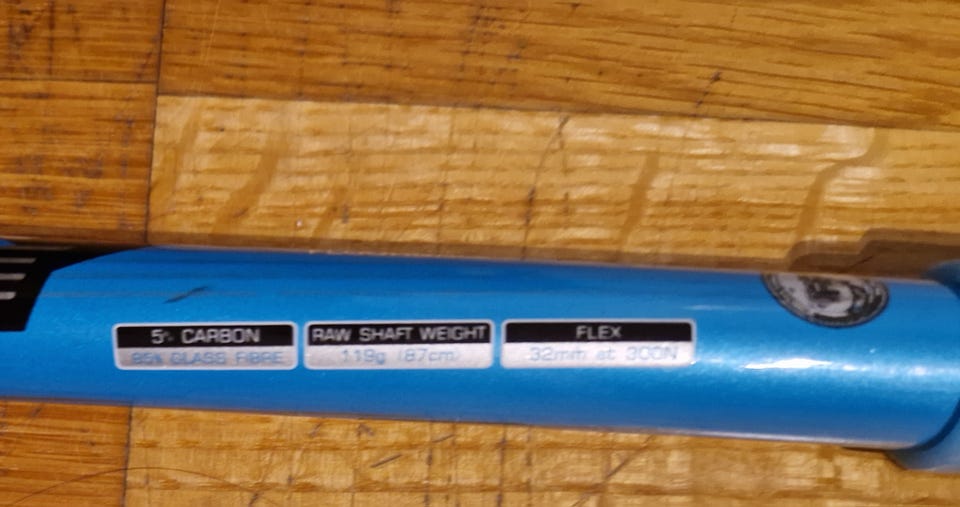 5% CARBON
95% GLASS FIBRE
RAW SHAFT WEIGHT
119g (87cm)
FLEX
32mm at 300N